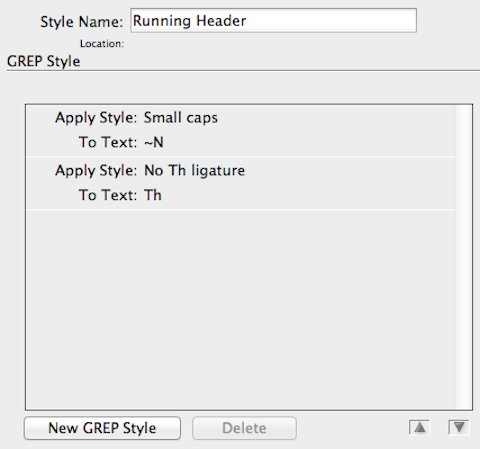 Style Name: Running Header
Location:
GREP Style
Apply Style: Small caps
To Text: ~N
Apply Style: No Th ligature
To Text: Th
New GREP Style Delete